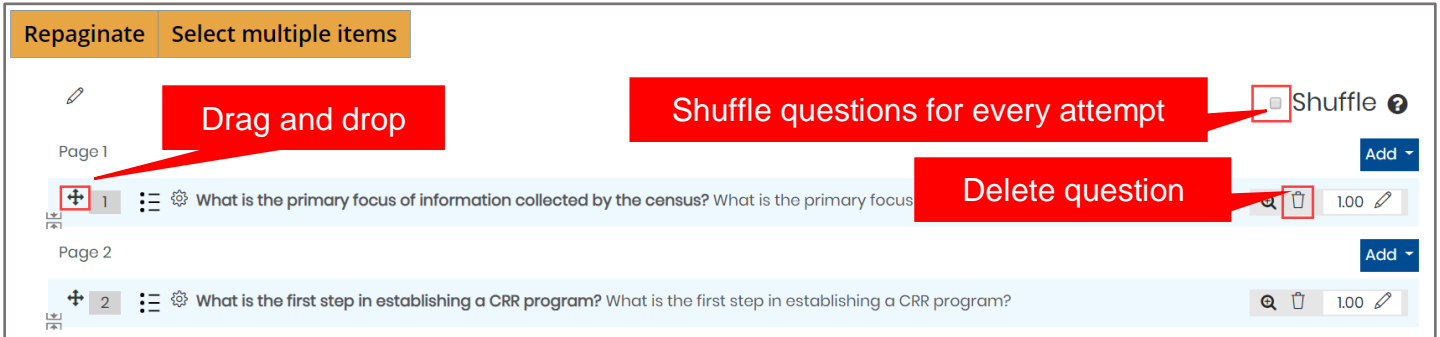 Repaginate Select multiple items
Drag and drop
Shuffle questions for every attempt
Shuffle
Page 1
Add
1 What is the primary focus of information collected by the census? What is the primary focus
Delete question
1.00
Page 2
Add
2 What is the first step in establishing a CRR program? What is the first step in establishing a CRR program?
1.00